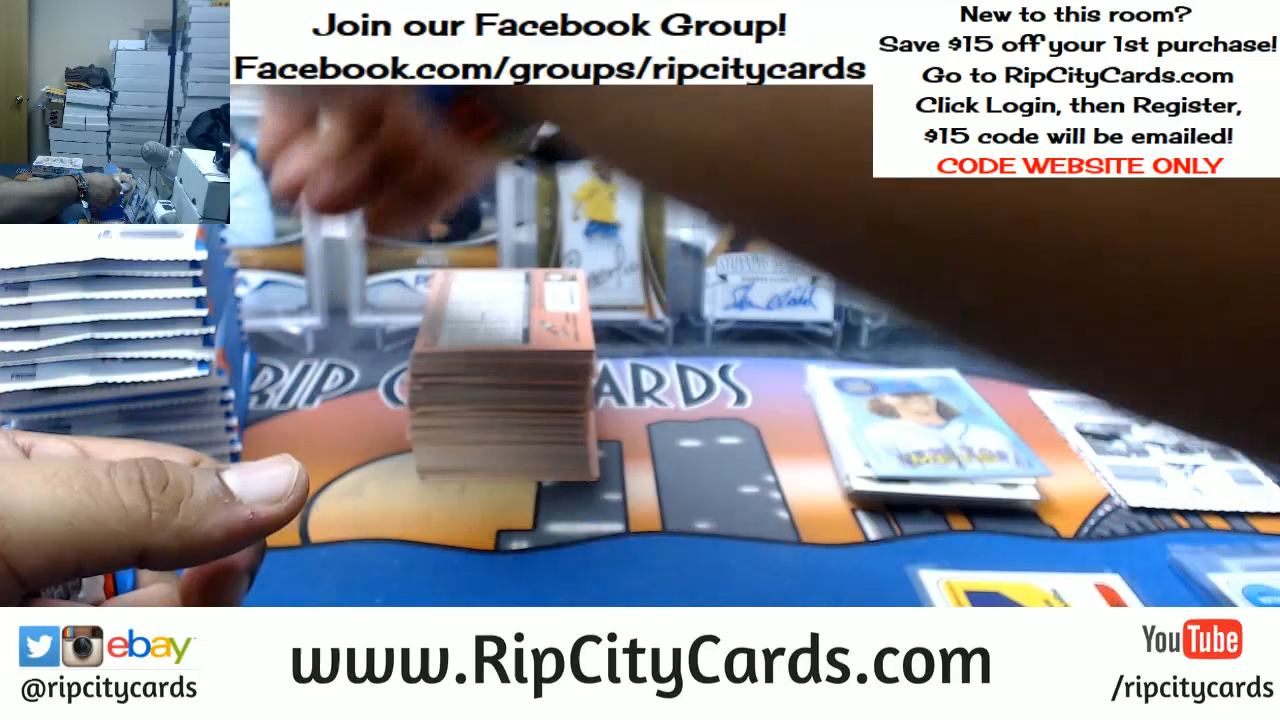 Join our Facebook Group!
Facebook.com/groups/ripcitycards
New to this room?
Save $15 off your 1st purchase!
Go to RipCityCards.com
Click Login, then Register,
$15 code will be emailed!
CODE WEBSITE ONLY
RIP C ARDS
ebay
@ripcitycards
www.RipCityCards.com
YouTube
/ripcitycards